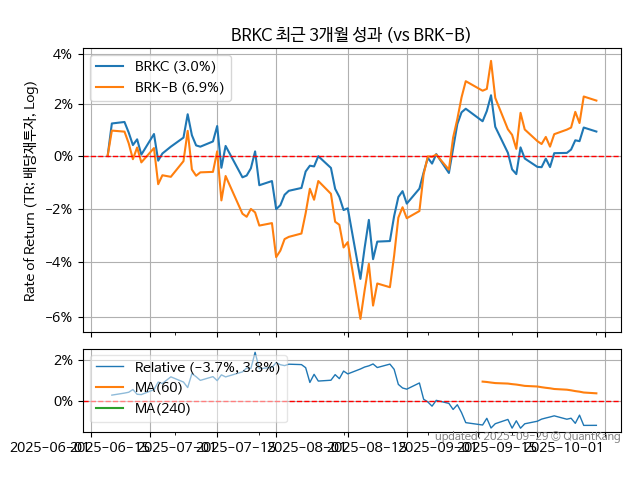 BRKC 최근 3개월 성과 (vs BRK-B)
4%
2%
0%
-2%
-4%
-6%
Rate of Return (TR: 배당재투자, Log)
BRKC (3.0%)
BRK-B (6.9%)
2%
0%
Relative (-3.7%, 3.8%)
MA(60)
MA(240)
updated: 2025-09-29 © QuantKang
2025-06-01 2025-06-15 2025-07-01 2025-07-15 2025-08-01 2025-08-15 2025-09-01 2025-09-15 2025-10-01